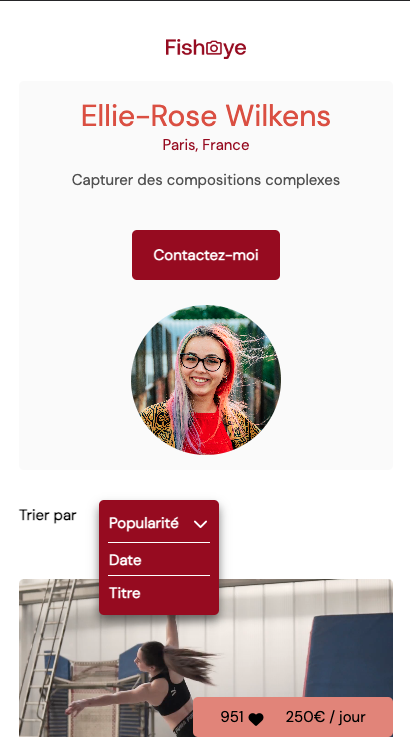 Fisheye
Ellie-Rose Wilkens
Paris, France
Capturer des compositions complexes
Contactez-moi
Trier par
Popularité
Date
Titre
951
250€ / jour